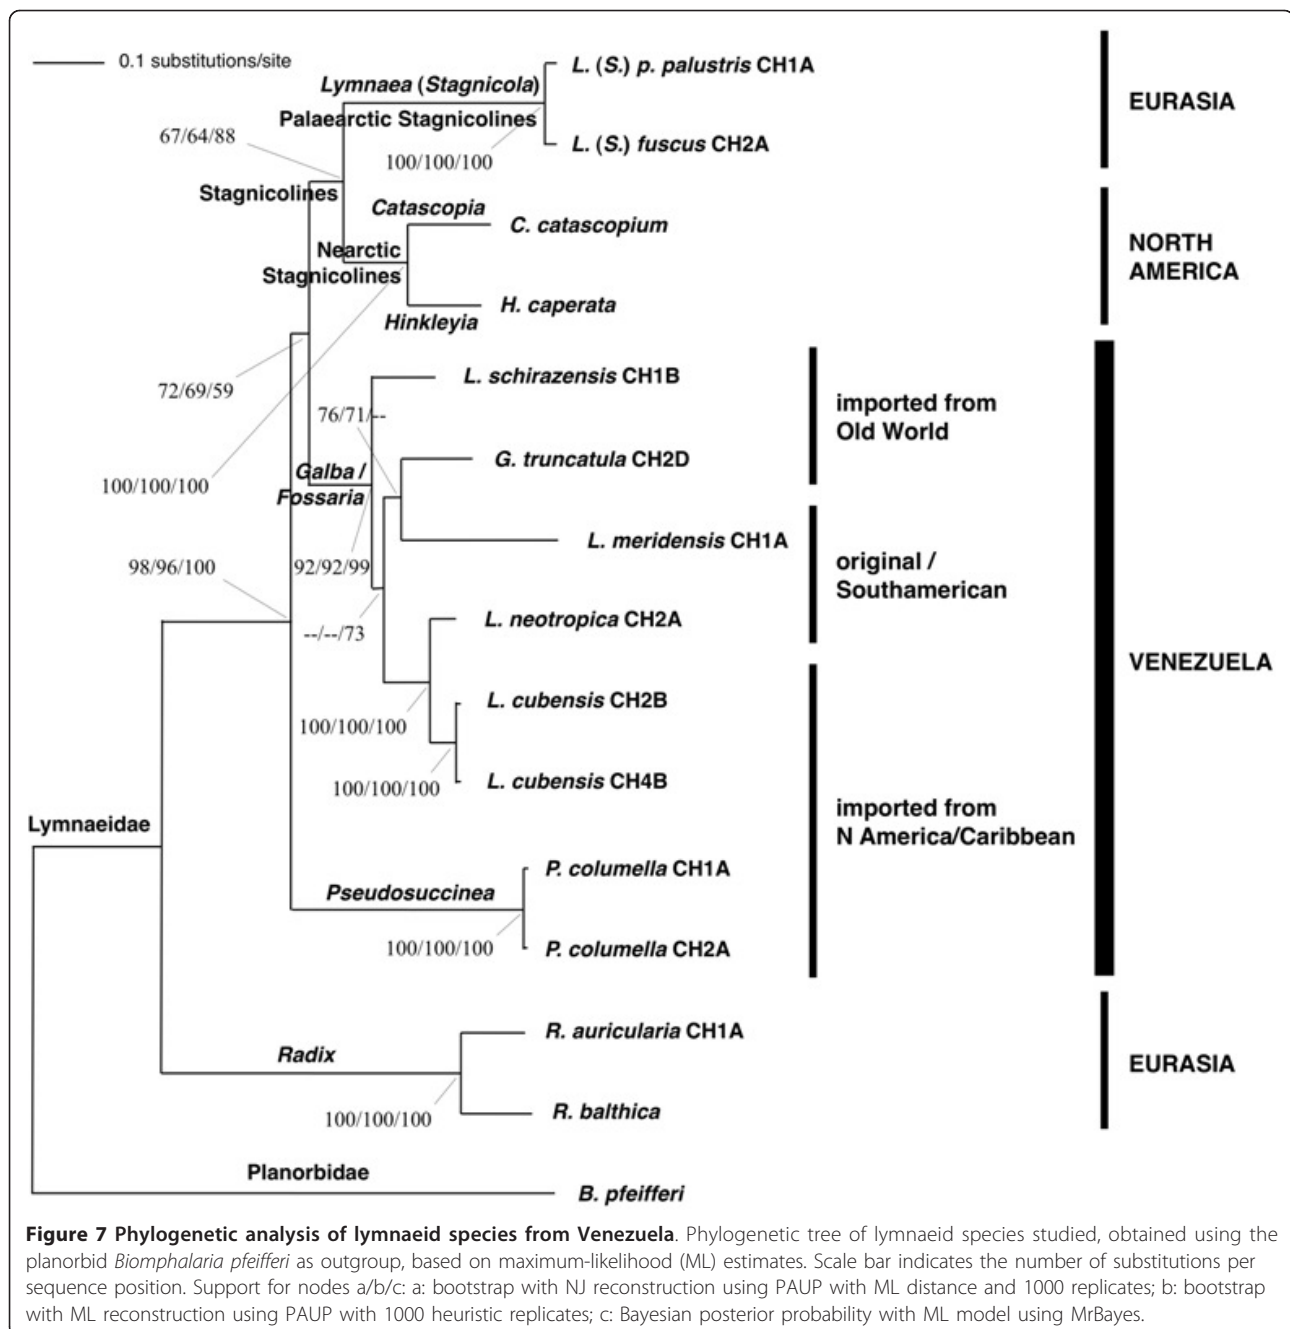 0.1 substitutions/site
L. (S.) p. palustris CH1A
Lymnaea (Stagnicola)
Palaearctic Stagnicolines
EURASIA
67/64/88
L. (S.) fuscus CH2A
100/100/100
Stagnicolines
Catascopia
C. catascopium
Nearctic
Stagnicolines
NORTH
AMERICA
H. caperata
Hinkleyia
72/69/59
L. schirazensis CH1B
76/71/--
imported from
Old World
G. truncatula CH2D
Galba /
Fossaria
100/100/100
L. meridensis CH1A
original /
Southamerican
98/96/100
92/92/99
--/--/73
L. neotropica CH2A
VENEZUELA
L. cubensis CH2B
100/100/100
L. cubensis CH4B
100/100/100
imported from
N America/Caribbean
Lymnaeidae
P. columella CH1A
Pseudosuccinea
100/100/100
P. columella CH2A
R. auricularia CH1A
Radix
EURASIA
100/100/100
R. balthica
Planorbidae
B. pfeifferi
Figure 7 Phylogenetic analysis of lymnaeid species from Venezuela. Phylogenetic tree of lymnaeid species studied, obtained using the
planorbid Biomphalaria pfeifferi as outgroup, based on maximum-likelihood (ML) estimates. Scale bar indicates the number of substitutions per
sequence position. Support for nodes a/b/c: a: bootstrap with NJ reconstruction using PAUP with ML distance and 1000 replicates; b: bootstrap
with ML reconstruction using PAUP with 1000 heuristic replicates; c: Bayesian posterior probability with ML model using MrBayes.